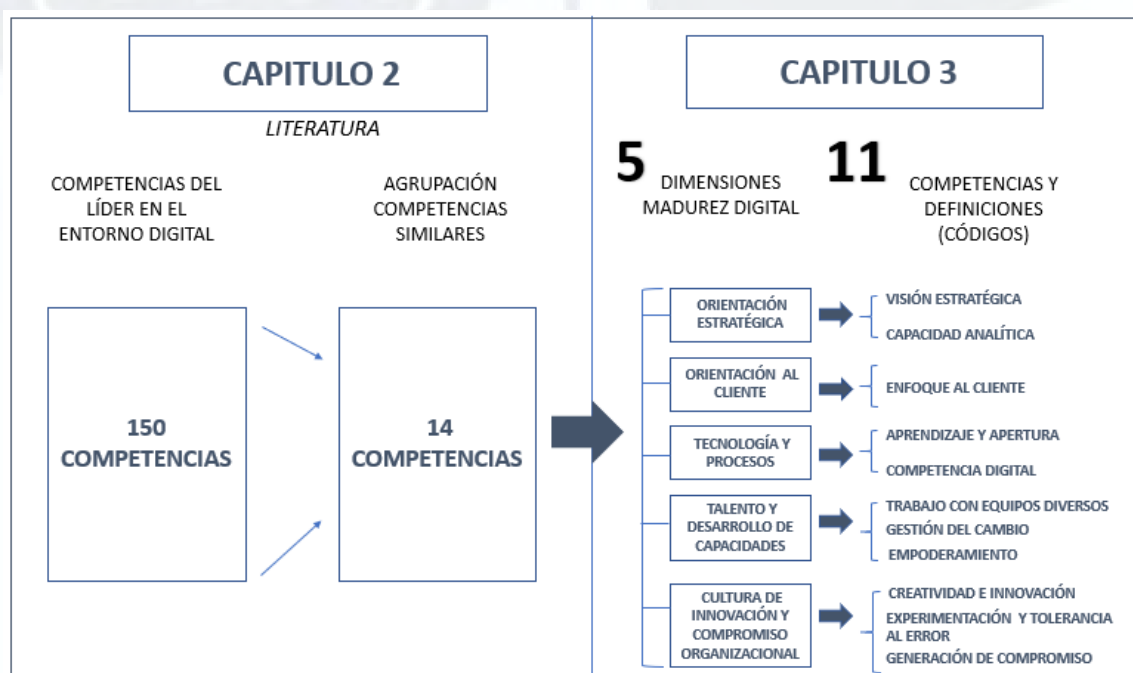 CAPITULO 2
LITERATURA
COMPETENCIAS DEL
LÍDER EN EL
ENTORNO DIGITAL
AGRUPACIÓN
COMPETENCIAS
SIMILARES
150
COMPETENCIAS
14
COMPETENCIAS
CAPITULO 3
5
DIMENSIONES
MADUREZ DIGITAL
11
COMPETENCIAS Y
DEFINICIONES
(CÓDIGOS)
ORIENTACIÓN
ESTRATÉGICA
VISIÓN ESTRATÉGICA
CAPACIDAD ANALÍTICA
ORIENTACIÓN AL
CLIENTE
ENFOQUE AL CLIENTE
TECNOLOGÍA Y
PROCESOS
APRENDIZAJE Y APERTURA
COMPETENCIA DIGITAL
TALENTO Y
DESARROLLO DE
CAPACIDADES
TRABAJO CON EQUIPOS DIVERSOS
GESTIÓN DEL CAMBIO
EMPODERAMIENTO
CULTURA DE
INNOVACIÓN Y
COMPROMISO
ORGANIZACIONAL
CREATIVIDAD E INNOVACIÓN
EXPERIMENTACIÓN Y TOLERANCIA
AL ERROR
GENERACIÓN DE COMPROMISO